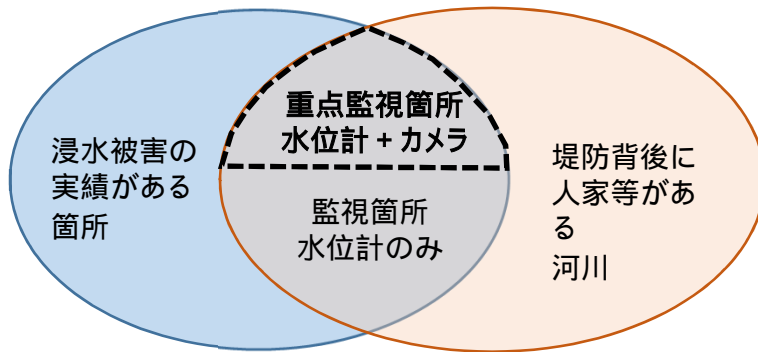 浸水被害の
実績がある
箇所
重点監視箇所
水位計 + カメラ
監視箇所
水位計のみ
堤防背後に
人家等があ
る
河川